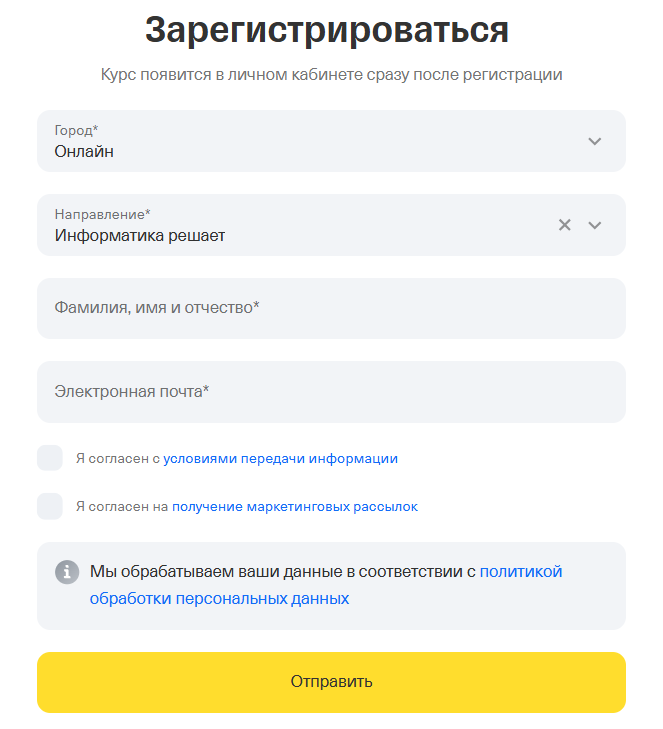 Зарегистрироваться
Курс появится в личном кабинете сразу после регистрации
Город*
Онлайн
Направление*
Информатика решает
Фамилия, имя и отчество*
Электронная почта*
Я согласен с условиями передачи информации
Я согласен на получение маркетинговых рассылок
Мы обрабатываем ваши данные в соответствии с политикой
обработки персональных данных
Отправить